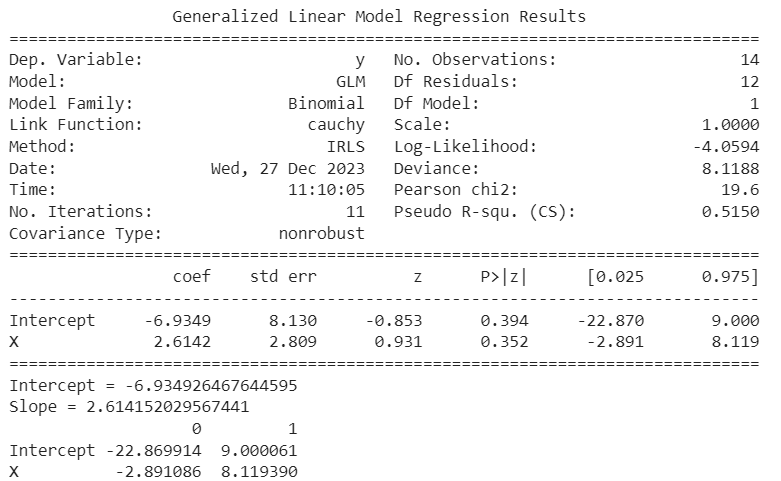 Generalized Linear Model Regression Results
==============================================================================
Dep. Variable:                      y   No. Observations:                   14
Model:                            GLM   Df Residuals:                       12
Model Family:                Binomial   Df Model:                            1
Link Function:                 cauchy   Scale:                          1.0000
Method:                          IRLS   Log-Likelihood:                -4.0594
Date:                Wed, 27 Dec 2023   Deviance:                       8.1188
Time:                        11:10:05   Pearson chi2:                     19.6
No. Iterations:                    11   Pseudo R-squ. (CS):             0.5150
Covariance Type:            nonrobust
==============================================================================
                 coef    std err          z      P>|z|      [0.025      0.975]
------------------------------------------------------------------------------
Intercept     -6.9349      8.130     -0.853      0.394     -22.870       9.000
X              2.6142      2.809      0.931      0.352      -2.891       8.119
==============================================================================
Intercept = -6.934926467644595
Slope = 2.614152029567441
                   0         1
Intercept -22.869914  9.000061
X          -2.891086  8.119390